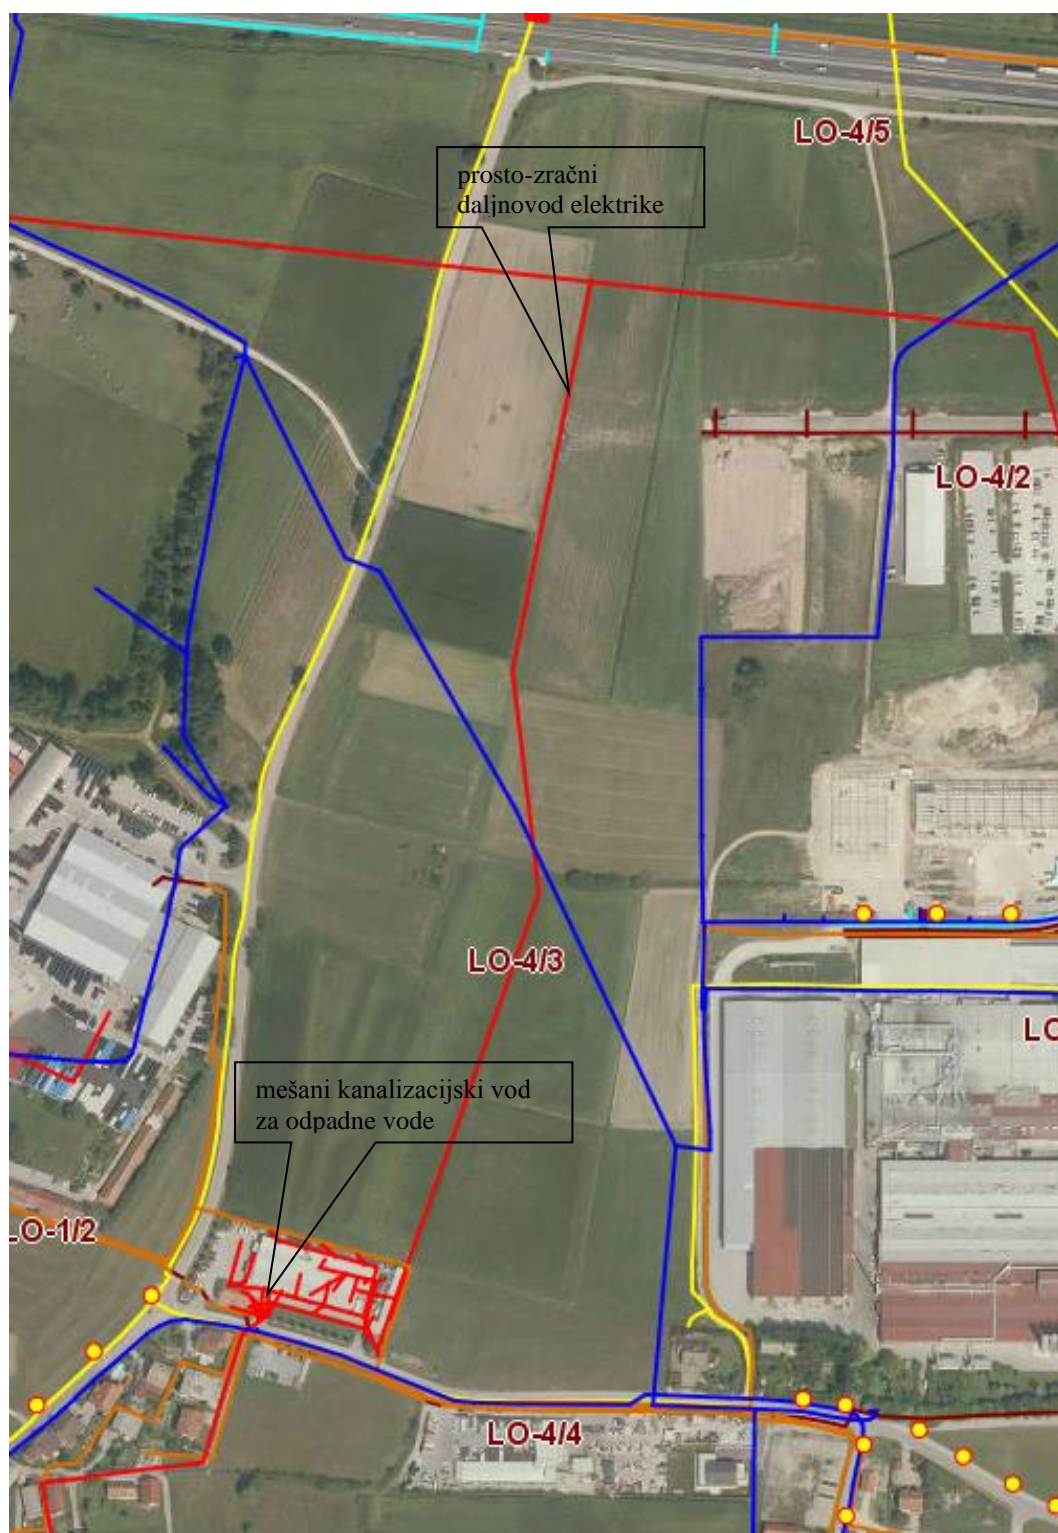 LO-4/5
prosto-zračni
daljnovod elektrike
LO-4/2
LO-4/3
LO
mešani kanalizacijski vod
za odpadne vode
LO-1/2
LO-4/4